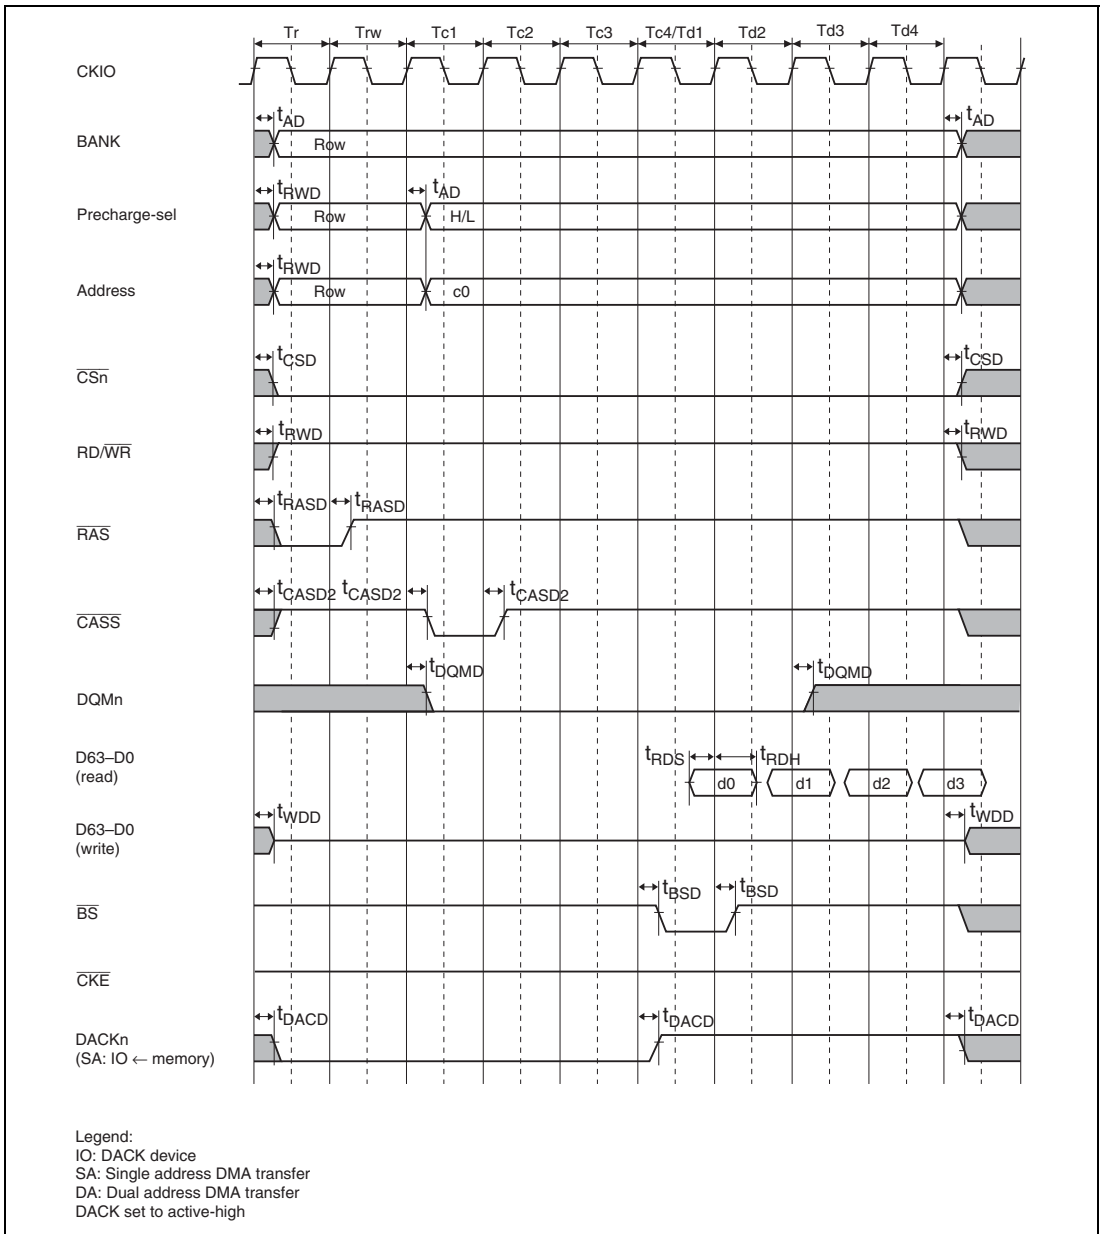 Tr Trw Tc1 Tc2 Tc3 Tc4/Td1 Td2 Td3 Td4
CKIO
tAD tAD
BANK Row
tRWD tAD
Precharge-sel Row H/L
tRWD
Address Row c0
tCSD tCSD
CSn
tRWD tRWD
RD/WR
tRASD tRASD
RAS
tCASD2 tCASD2 tCASD2
CASS
tDQMD tDQMD
DQMn
D63–D0
(read)
tRDS tRDH
d0 d1 d2 d3
tWDD tWDD
D63–D0
(write)
tBSD tBSD
BS
CKE
tDACD tDACD tDACD
DACKn
(SA: IO ← memory)
Legend:
IO: DACK device
SA: Single address DMA transfer
DA: Dual address DMA transfer
DACK set to active-high